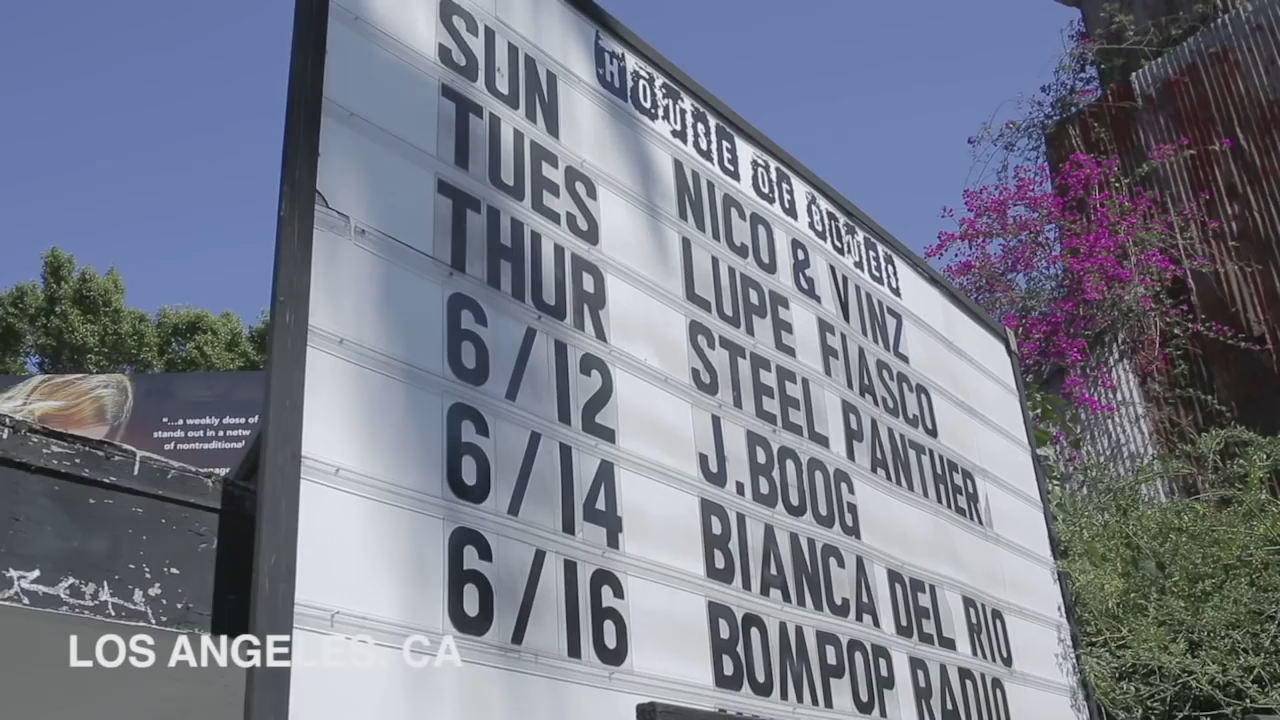 HOUSE OF BLUES
SUN NICO & VINZ
TUES LUPE FIASCO
THUR STEEL PANTHER
6/12 J.BOOG
6/14 BIANCA DEL RIO
6/16 BOMPOP RADIO
"...a weekly dose of
stands out in a netw
of nontraditional
LOS ANGELES, CA